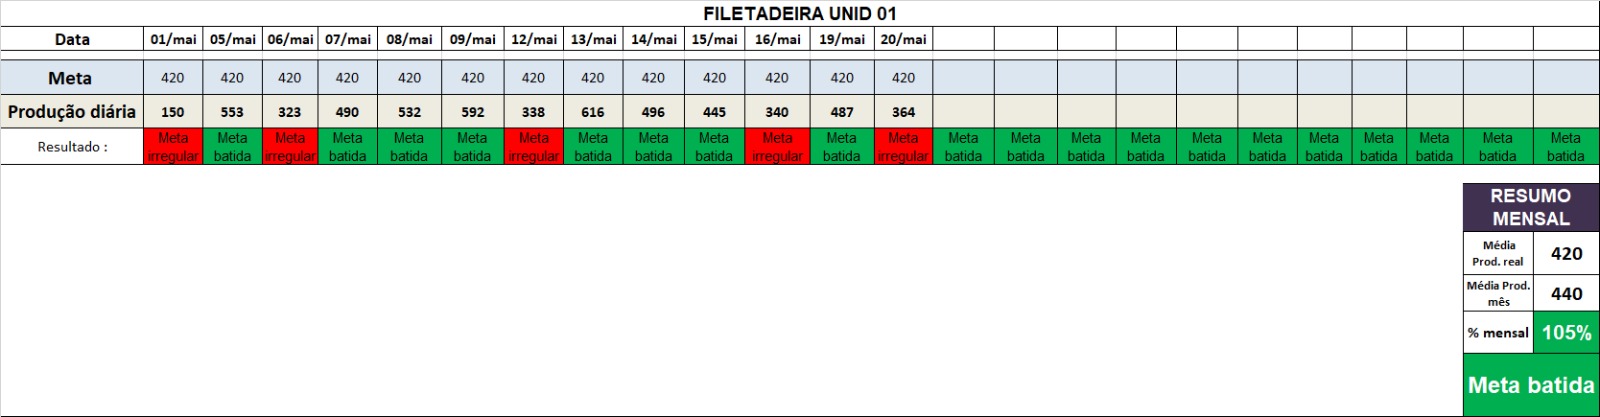 FILETADEIRA UNID 01
Data 01/mai 05/mai 06/mai 07/mai 08/mai 09/mai 12/mai 13/mai 14/mai 15/mai 16/mai 19/mai 20/mai
Meta 420 420 420 420 420 420 420 420 420 420 420 420 420
Produção diária 150 553 323 490 532 592 338 616 496 445 340 487 364
Resultado : Meta irregular Meta batida Meta irregular Meta batida Meta batida Meta batida Meta irregular Meta batida Meta batida Meta batida Meta irregular Meta batida Meta irregular Meta batida Meta batida Meta batida Meta batida Meta batida Meta batida Meta batida Meta batida Meta batida Meta batida Meta batida
RESUMO
MENSAL
Média
Prod. real 420
Média Prod.
mês 440
% mensal 105%
Meta batida